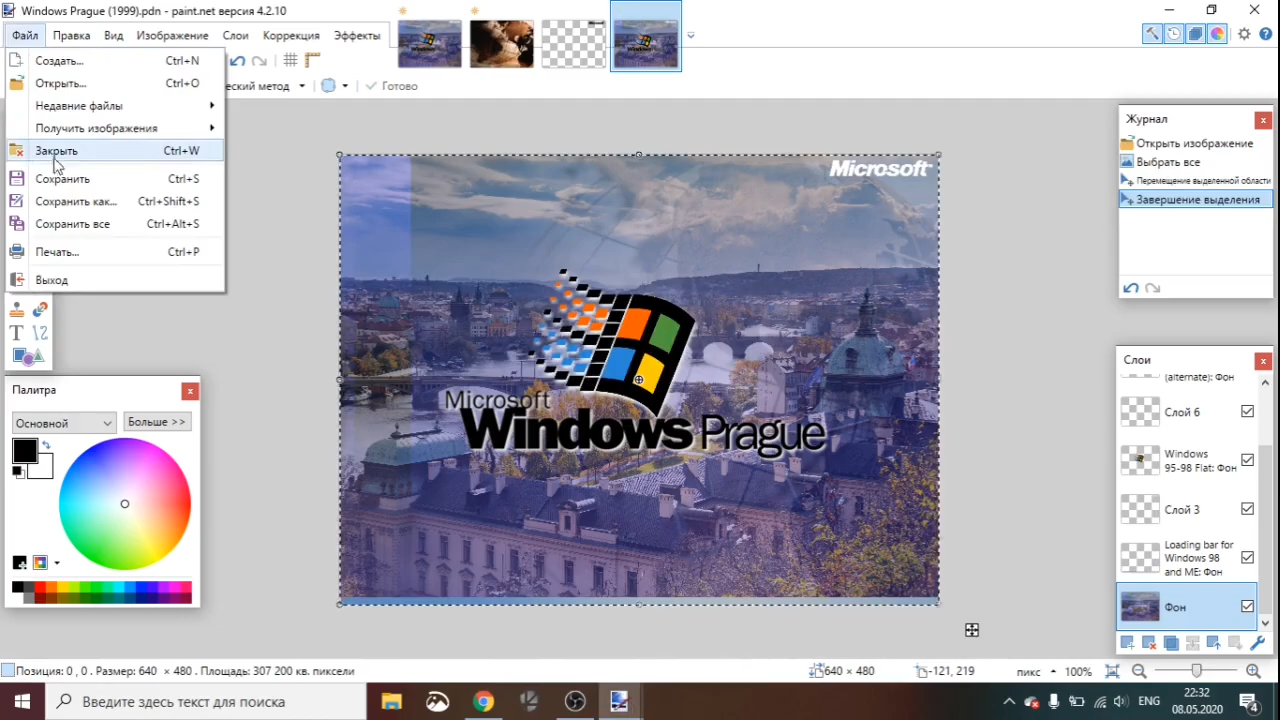 Windows Prague (1999).pdn - paint.net версия 4.2.10
Файл Правка Вид Изображение Слои Коррекция Эффекты
Создать... Ctrl+N
Открыть... Ctrl+O
Недавние файлы
Получить изображения
Закрыть Ctrl+W
Сохранить Ctrl+S
Сохранить как... Ctrl+Shift+S
Сохранить все Ctrl+Alt+S
Печать... Ctrl+P
Выход
еский метод Готово
Журнал
Открыть изображение
Выбрать все
Перемещение выделенной области
Завершение выделения
Microsoft
Microsoft
Windows Prague
Палитра
Основной Больше >>
Слои
(alternate): Фон
Слой 6
Windows
95-98 Flat: Фон
Слой 3
Loading bar for
Windows 98
and ME: Фон
Фон
Позиция: 0 , 0 . Размер: 640 × 480 . Площадь: 307 200 кв. пиксели 640 × 480 -121, 219 пикс 100%
Введите здесь текст для поиска
ENG
22:32
08.05.2020
4